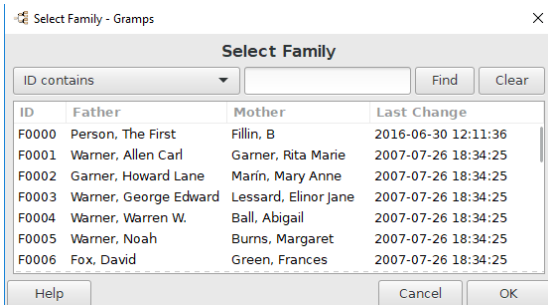 Select Family - Gramps
Select Family
ID contains Find Clear
ID Father Mother Last Change
F0000 Person, The First Fillin, B 2016-06-30 12:11:36
F0001 Warner, Allen Carl Garner, Rita Marie 2007-07-26 18:34:25
F0002 Garner, Howard Lane Marín, Mary Anne 2007-07-26 18:34:25
F0003 Warner, George Edward Lessard, Elinor Jane 2007-07-26 18:34:25
F0004 Warner, Warren W. Ball, Abigail 2007-07-26 18:34:25
F0005 Warner, Noah Burns, Margaret 2007-07-26 18:34:25
F0006 Fox, David Green, Frances 2007-07-26 18:34:25
Help Cancel OK